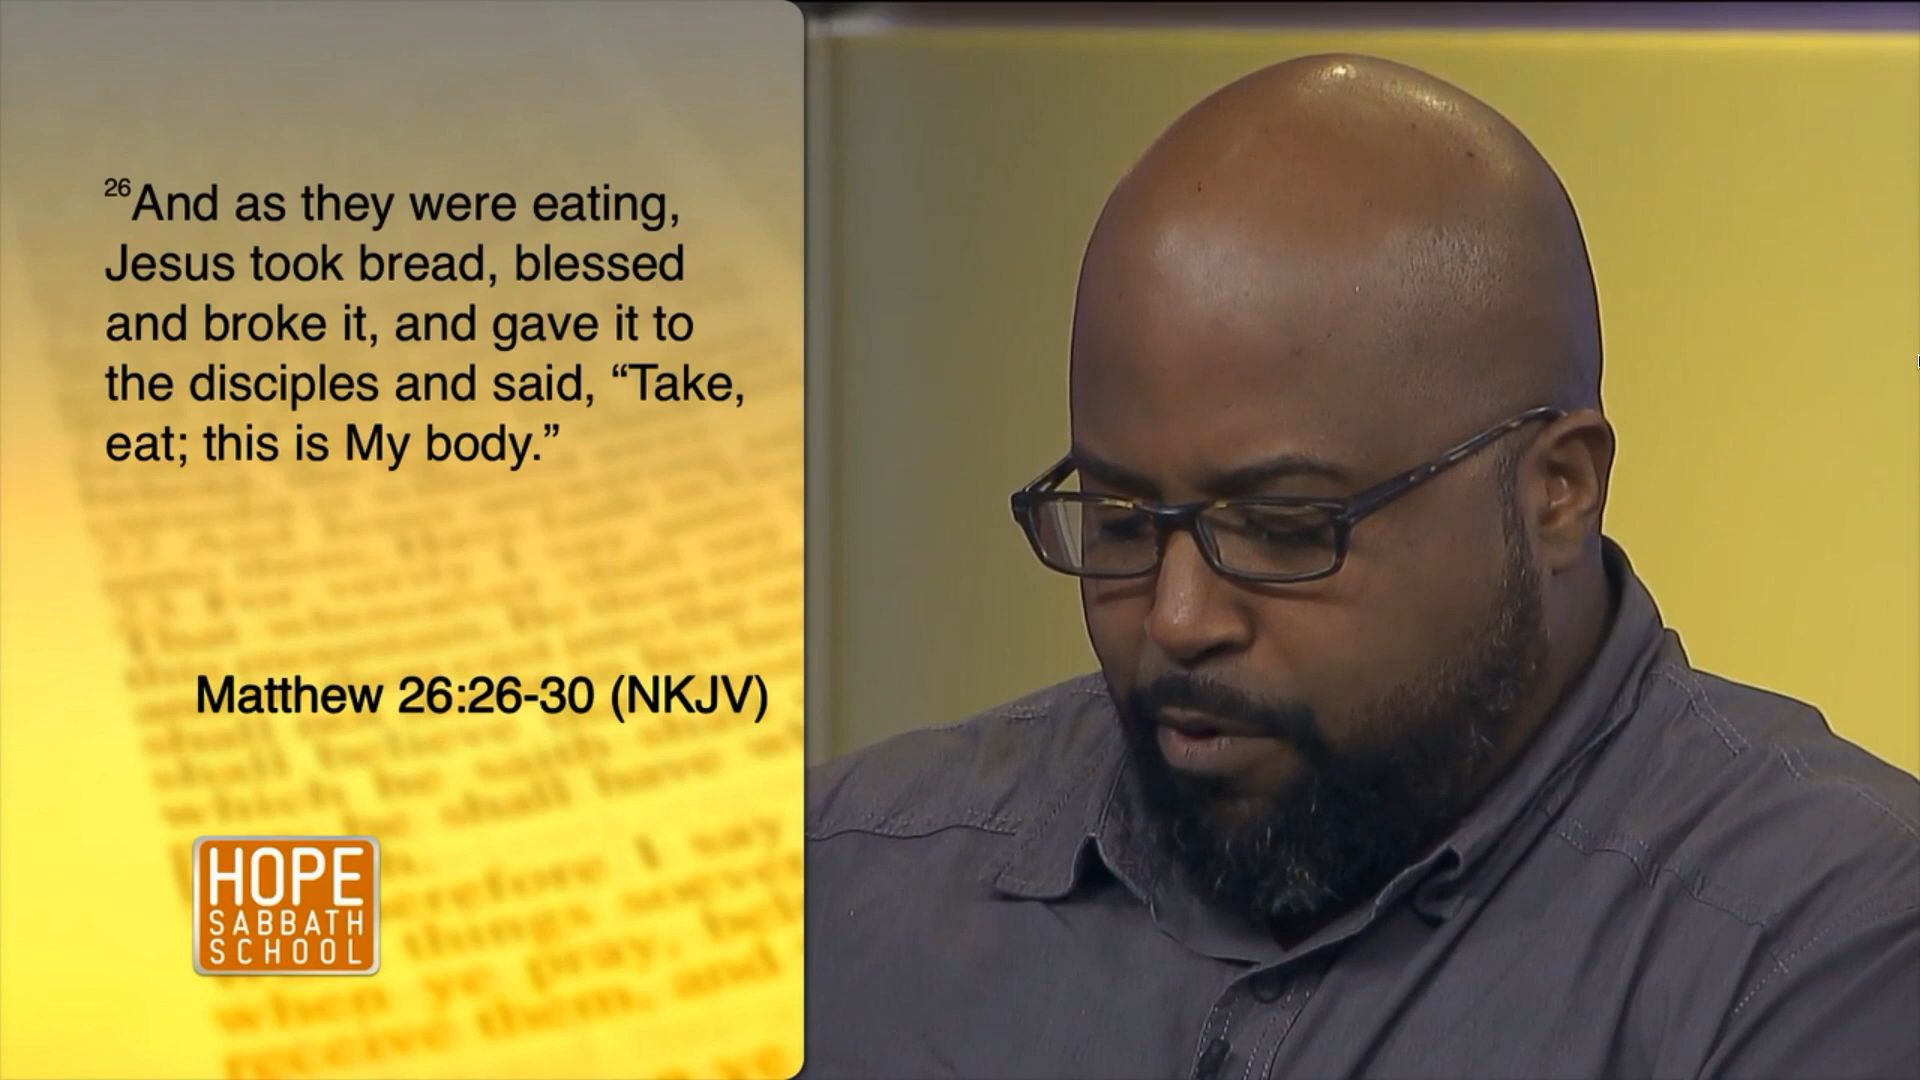 26And as they were eating,
Jesus took bread, blessed
and broke it, and gave it to
the disciples and said, “Take,
eat; this is My body.”
Matthew 26:26-30 (NKJV)
HOPE
SABBATH
SCHOOL